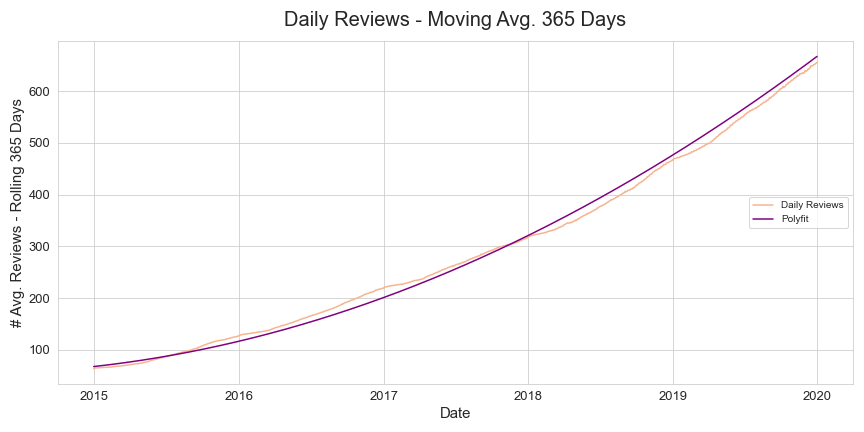 Daily Reviews - Moving Avg. 365 Days
# Avg. Reviews - Rolling 365 Days
600
500
400
300
200
100
Daily Reviews
Polyfit
2015 2016 2017 2018 2019 2020
Date